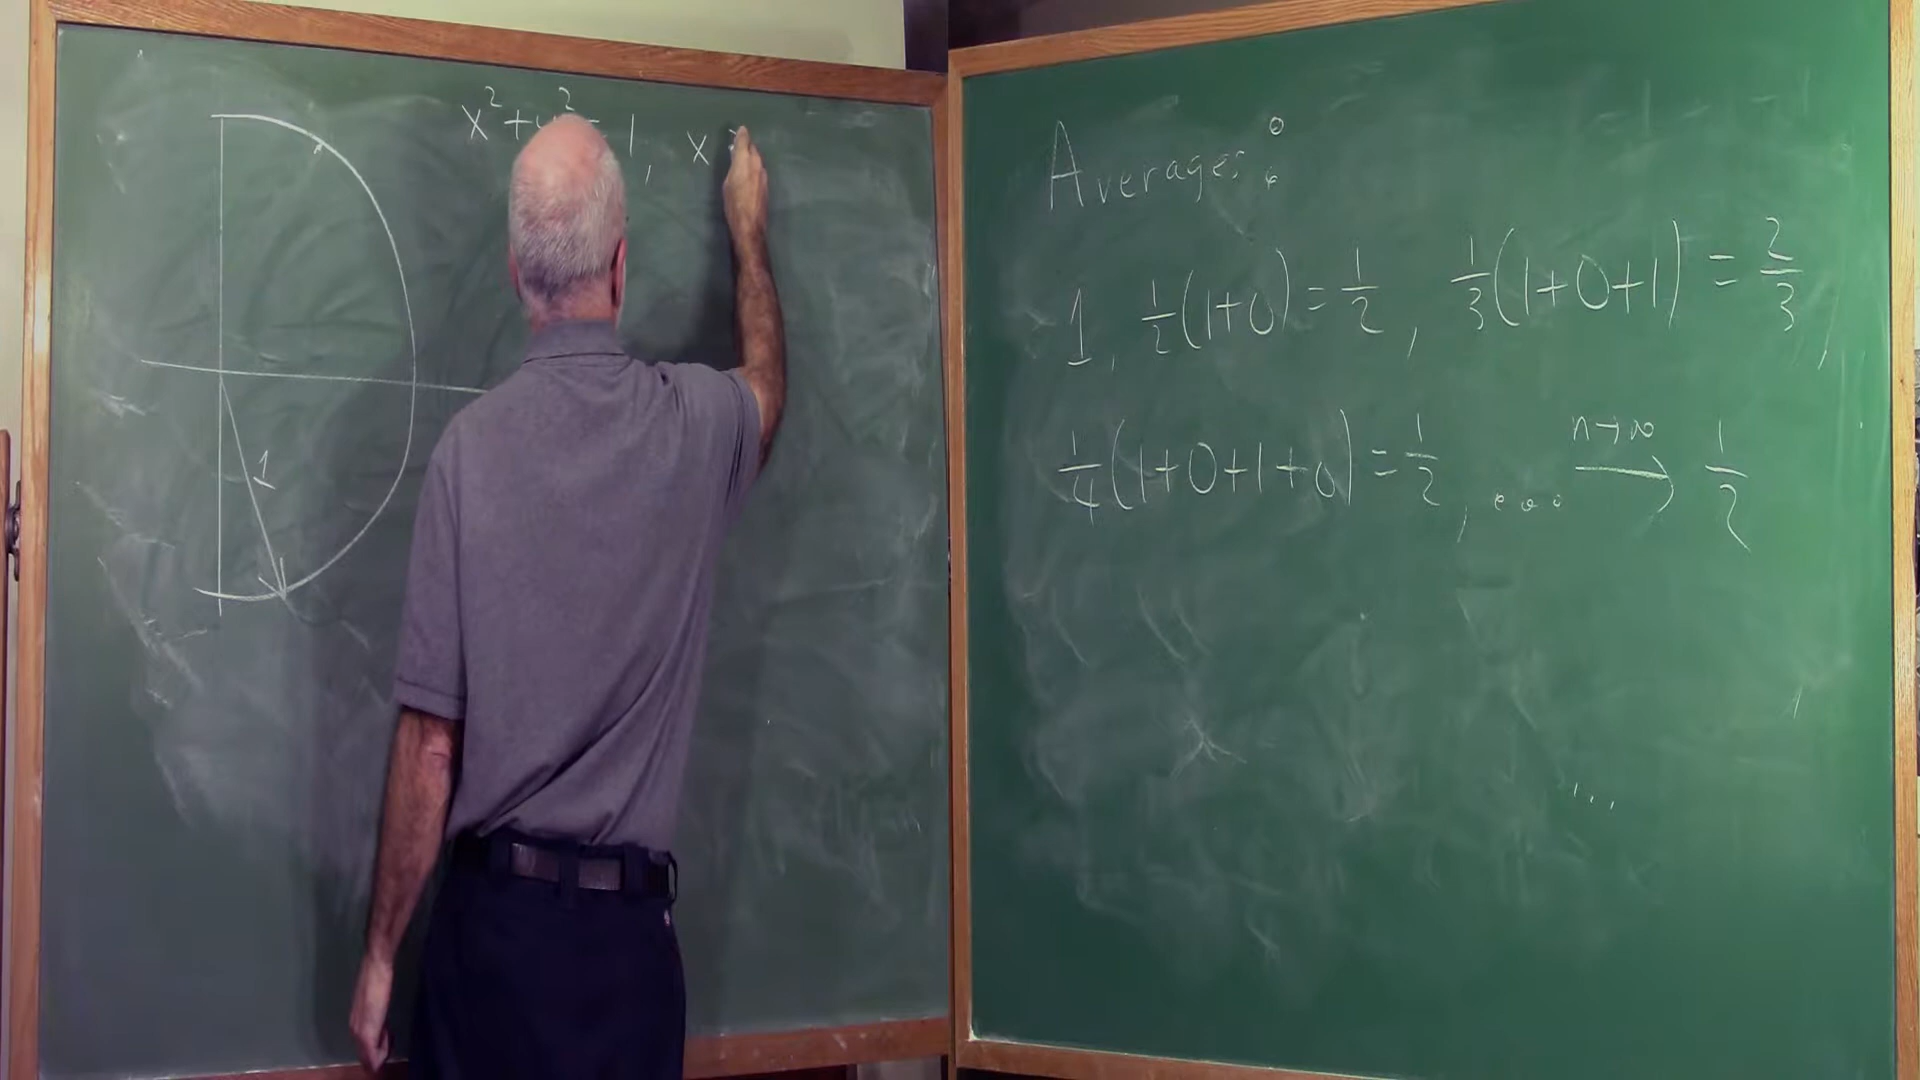 x² + y² = 1, x
1
Averages:
1, 1/2(1+0) = 1/2, 1/3(1+0+1) = 2/3,
1/4(1+0+1+0) = 1/2, ... n→∞ ⟶ 1/2